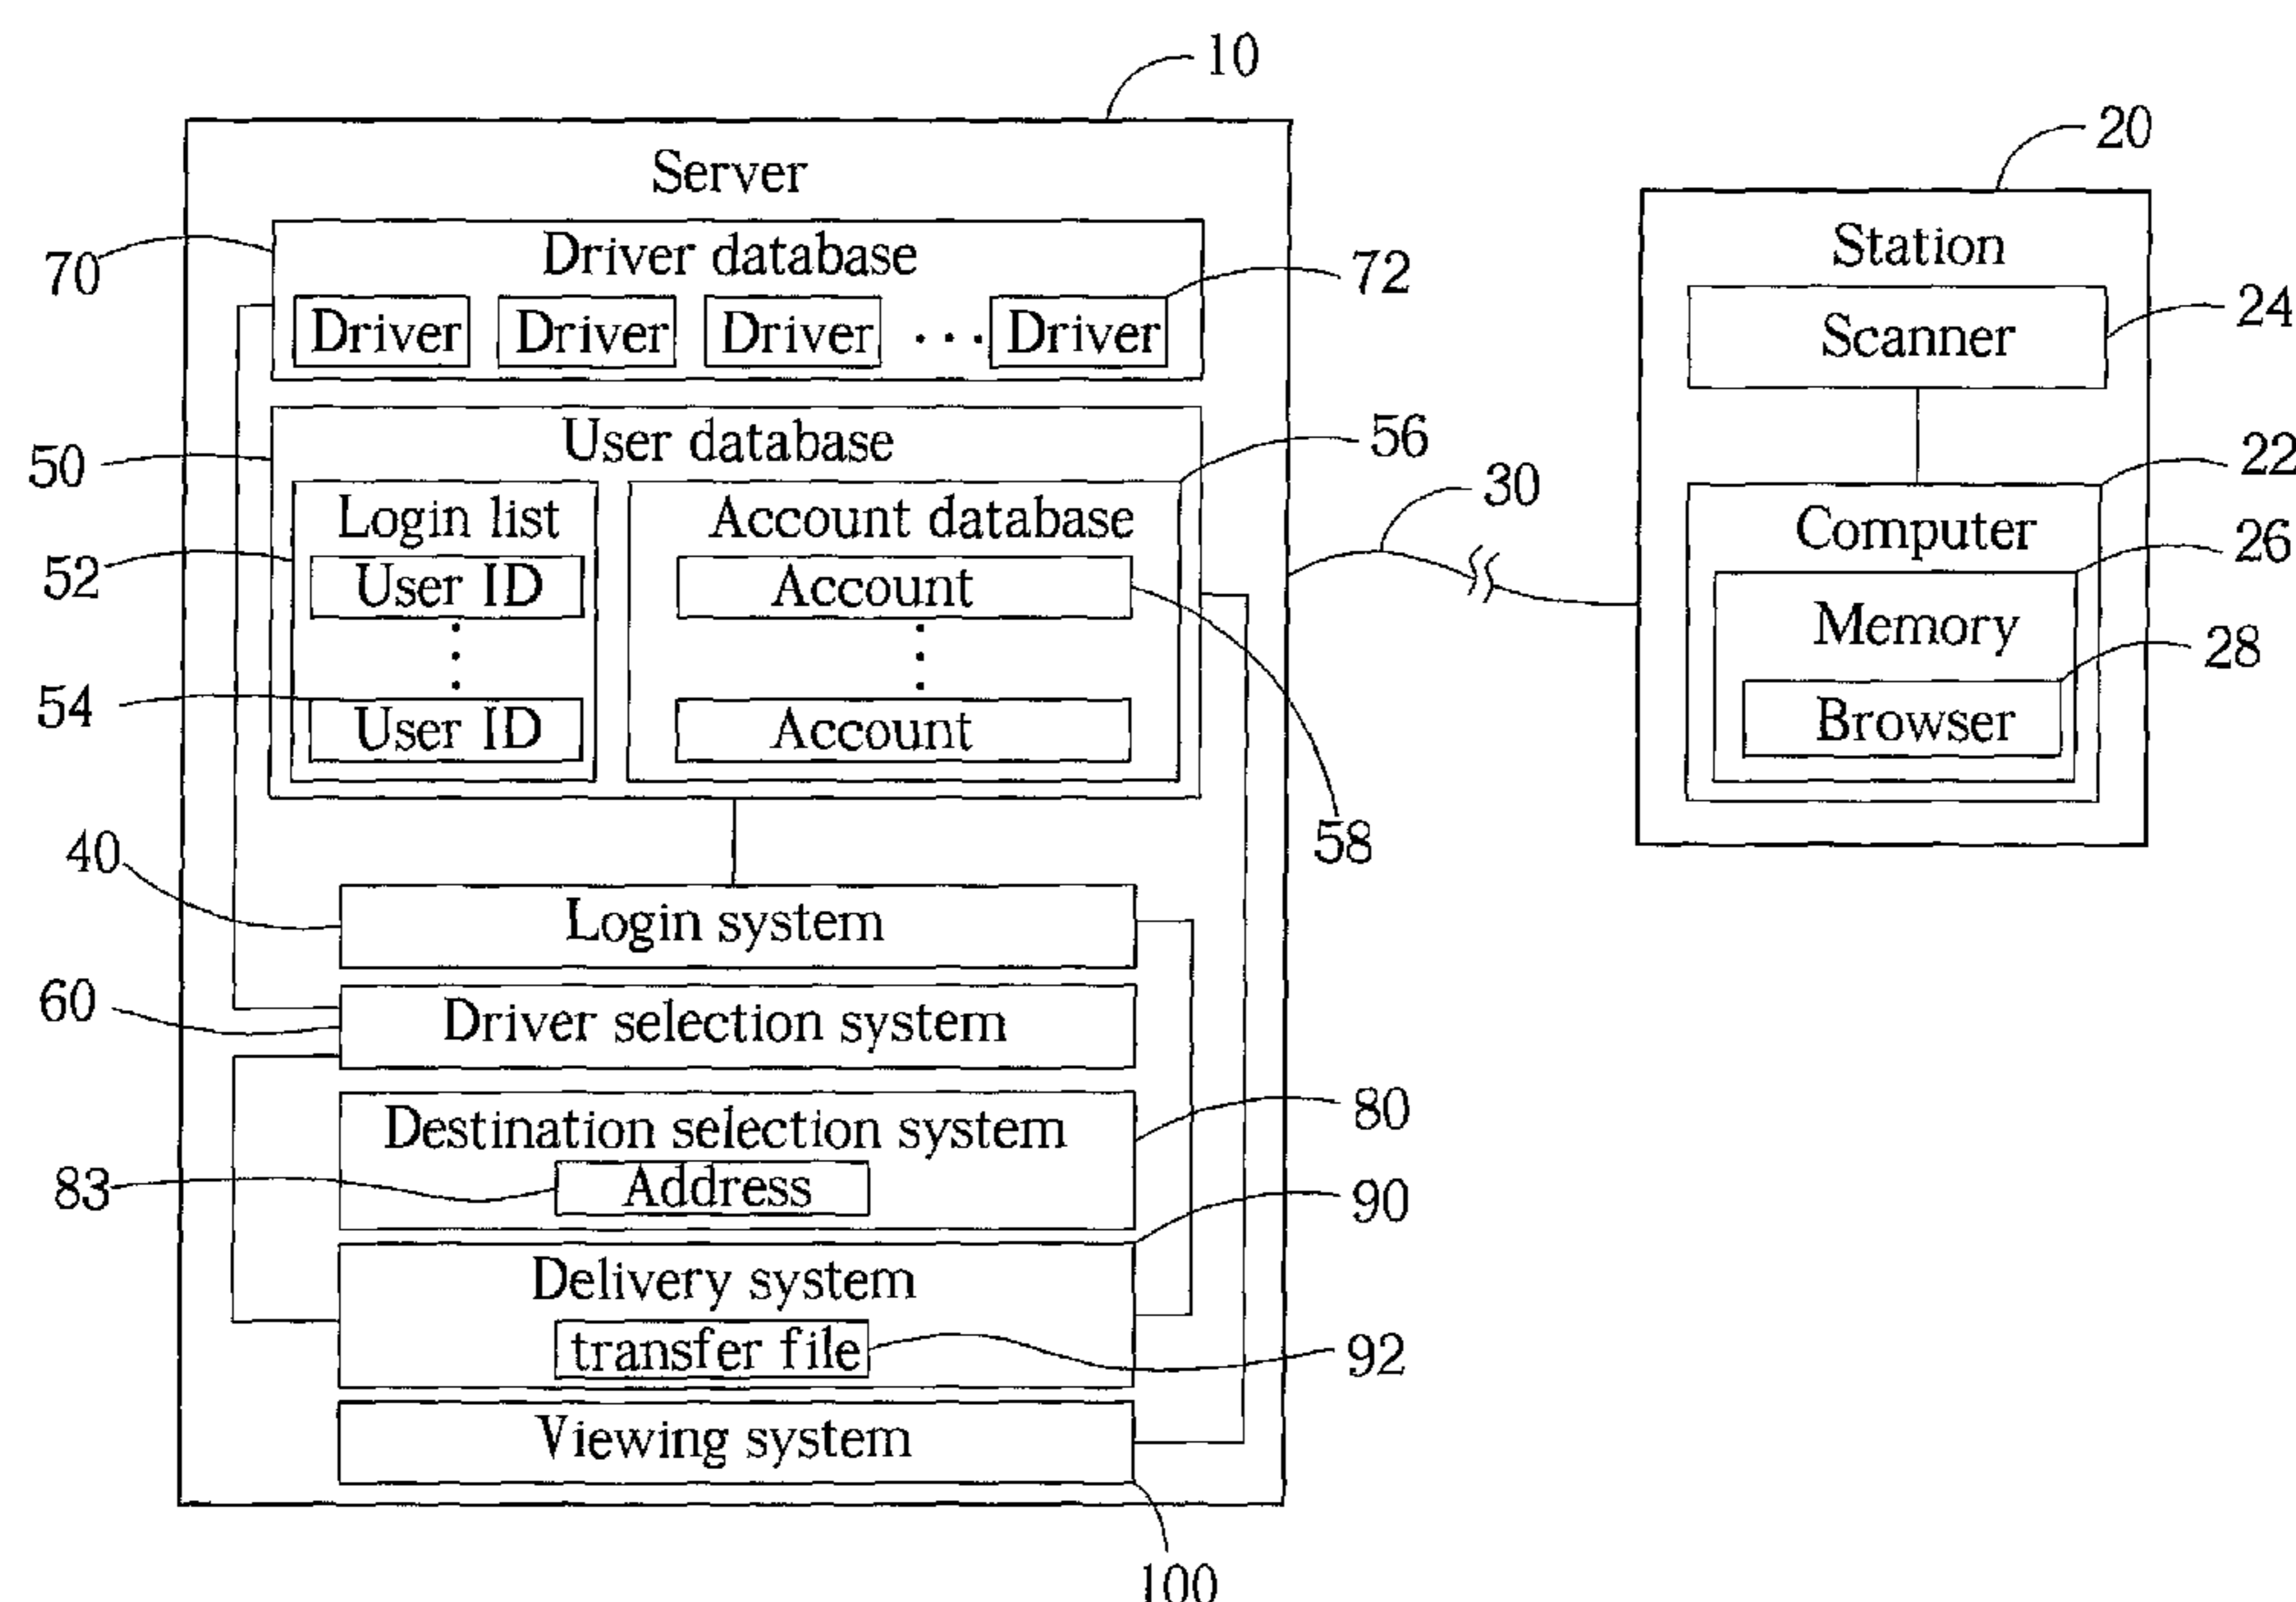 10
Server
70
Driver database
72
Driver Driver Driver ... Driver
50
User database
56
52
Login list
User ID
54
User ID
Account database
Account
Account
58
40
Login system
60
Driver selection system
Destination selection system
80
83
Address
90
Delivery system
transfer file
92
Viewing system
100
30
20
Station
24
Scanner
22
Computer
26
Memory
28
Browser